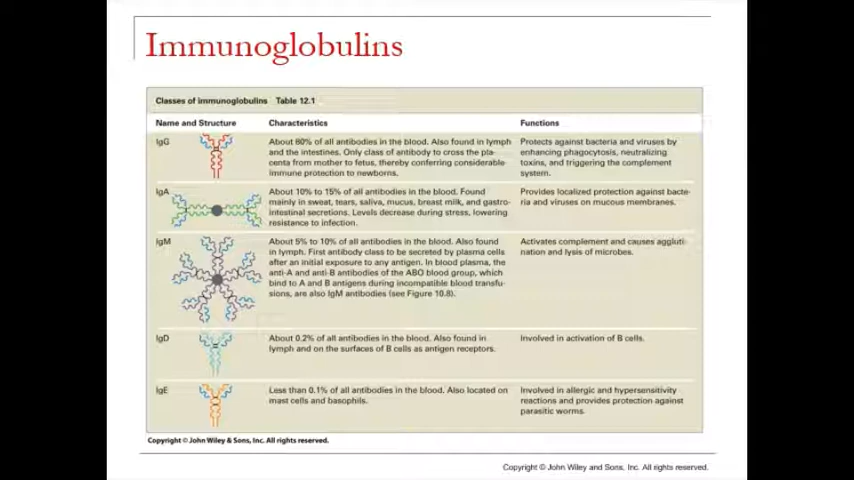 Immunoglobulins
Classes of immunoglobulins Table 12.1
Name and Structure Characteristics Functions
IgG
About 80% of all antibodies in the blood. Also found in lymph
and the intestines. Only class of antibody to cross the pla-
centa from mother to fetus, thereby conferring considerable
immune protection to newborns.
Protects against bacteria and viruses by
enhancing phagocytosis, neutralizing
toxins, and triggering the complement
system.
IgA
About 10% to 15% of all antibodies in the blood. Found
mainly in sweat, tears, saliva, mucus, breast milk, and gastro-
intestinal secretions. Levels decrease during stress, lowering
resistance to infection.
Provides localized protection against bacte-
ria and viruses on mucous membranes.
IgM
About 5% to 10% of all antibodies in the blood. Also found
in lymph. First antibody class to be secreted by plasma cells
after an initial exposure to any antigen. In blood plasma, the
anti-A and anti-B antibodies of the ABO blood group, which
bind to A and B antigens during incompatible blood transfu-
sions, are also IgM antibodies (see Figure 10.8).
Activates complement and causes aggluti-
nation and lysis of microbes.
IgD
About 0.2% of all antibodies in the blood. Also found in
lymph and on the surfaces of B cells as antigen receptors.
Involved in activation of B cells.
IgE
Less than 0.1% of all antibodies in the blood. Also located on
mast cells and basophils.
Involved in allergic and hypersensitivity
reactions and provides protection against
parasitic worms.
Copyright © John Wiley & Sons, Inc. All rights reserved.
Copyright © John Wiley and Sons, Inc. All rights reserved.